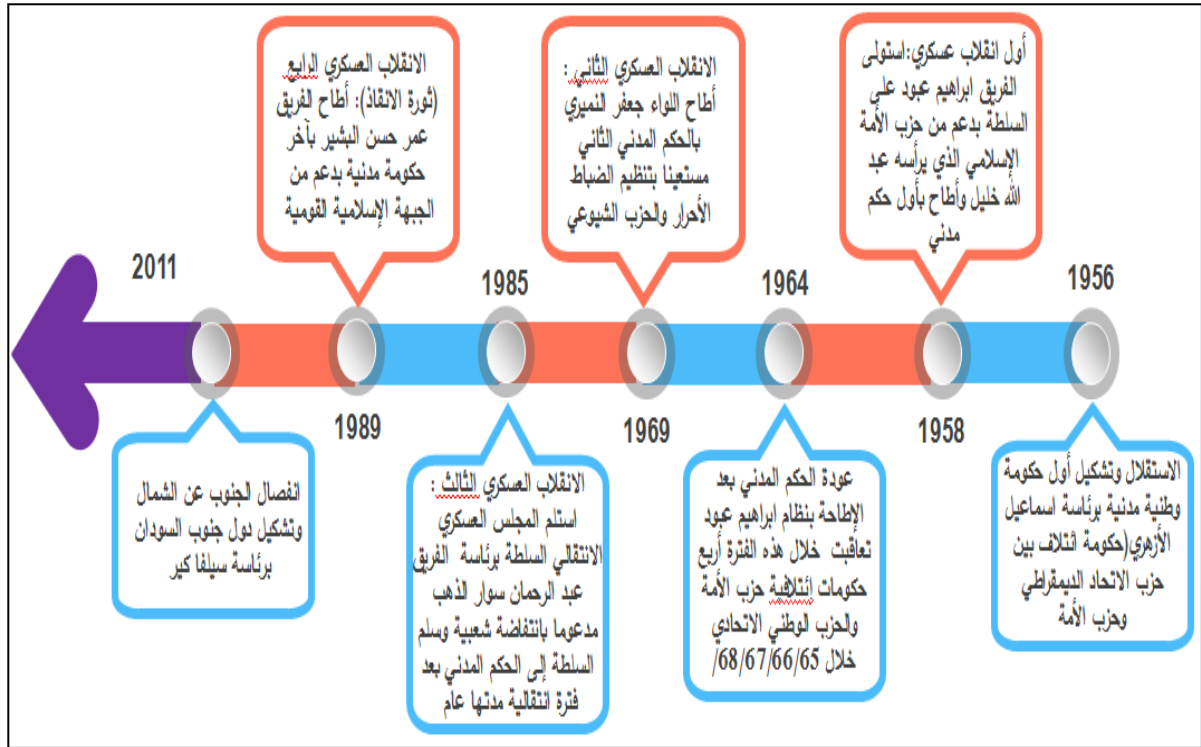 أول انقلاب عسكري:استولى
الفريق ابراهيم عبود على
السلطة بدعم من حزب الأمة
الإسلامي الذي يرأسه عبد
الله خليل وأطاح بأول حكم
مدني
الانقلاب العسكري الثاني :
أطاح اللواء جعفر النميري
بالحكم المدني الثاني
مستعينا بتنظيم الضباط
الأحرار والحزب الشيوعي
الانقلاب العسكري الرابع
(ثورة الانقاذ): أطاح الفريق
عمر حسن البشير بآخر
حكومة مدنية بدعم من
الجبهة الإسلامية القومية
1956
1964
1985
2011
1958
1969
1989
الاستقلال وتشكيل أول حكومة
وطنية مدنية برئاسة اسماعيل
الأزهري(حكومة ائتلاف بين
حزب الاتحاد الديمقراطي
وحزب الأمة
عودة الحكم المدني بعد
الإطاحة بنظام ابراهيم عبود
تعاقبت خلال هذه الفترة أربع
حكومات ائتلافية حزب الأمة
والحزب الوطني الاتحادي
خلال 65/66/67/68/
الانقلاب العسكري الثالث :
استلم المجلس العسكري
الانتقالي السلطة برئاسة الفريق
عبد الرحمان سوار الذهب
مدعوما بانتفاضة شعبية وسلم
السلطة إلى الحكم المدني بعد
فترة انتقالية مدتها عام
انفصال الجنوب عن الشمال
وتشكيل دول جنوب السودان
برئاسة سيلفا كير